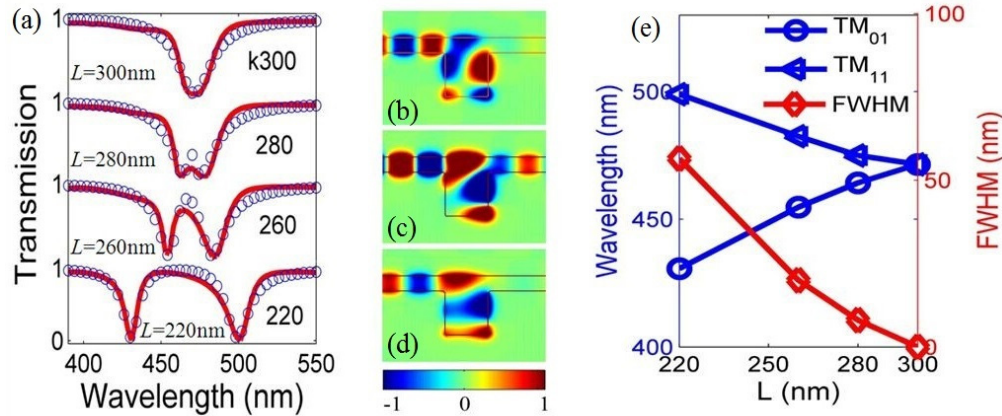 (a)
Transmission
1
k300
L=300nm
1
280
L=280nm
1
260
L=260nm
1
220
L=220nm
0
400 450 500 550
Wavelength (nm)
(b)
(c)
(d)
-1 0 1
(e)
TM01
TM11
FWHM
Wavelength (nm)
500
450
400
220 250 280 300
L (nm)
100
50
0
FWHM (nm)